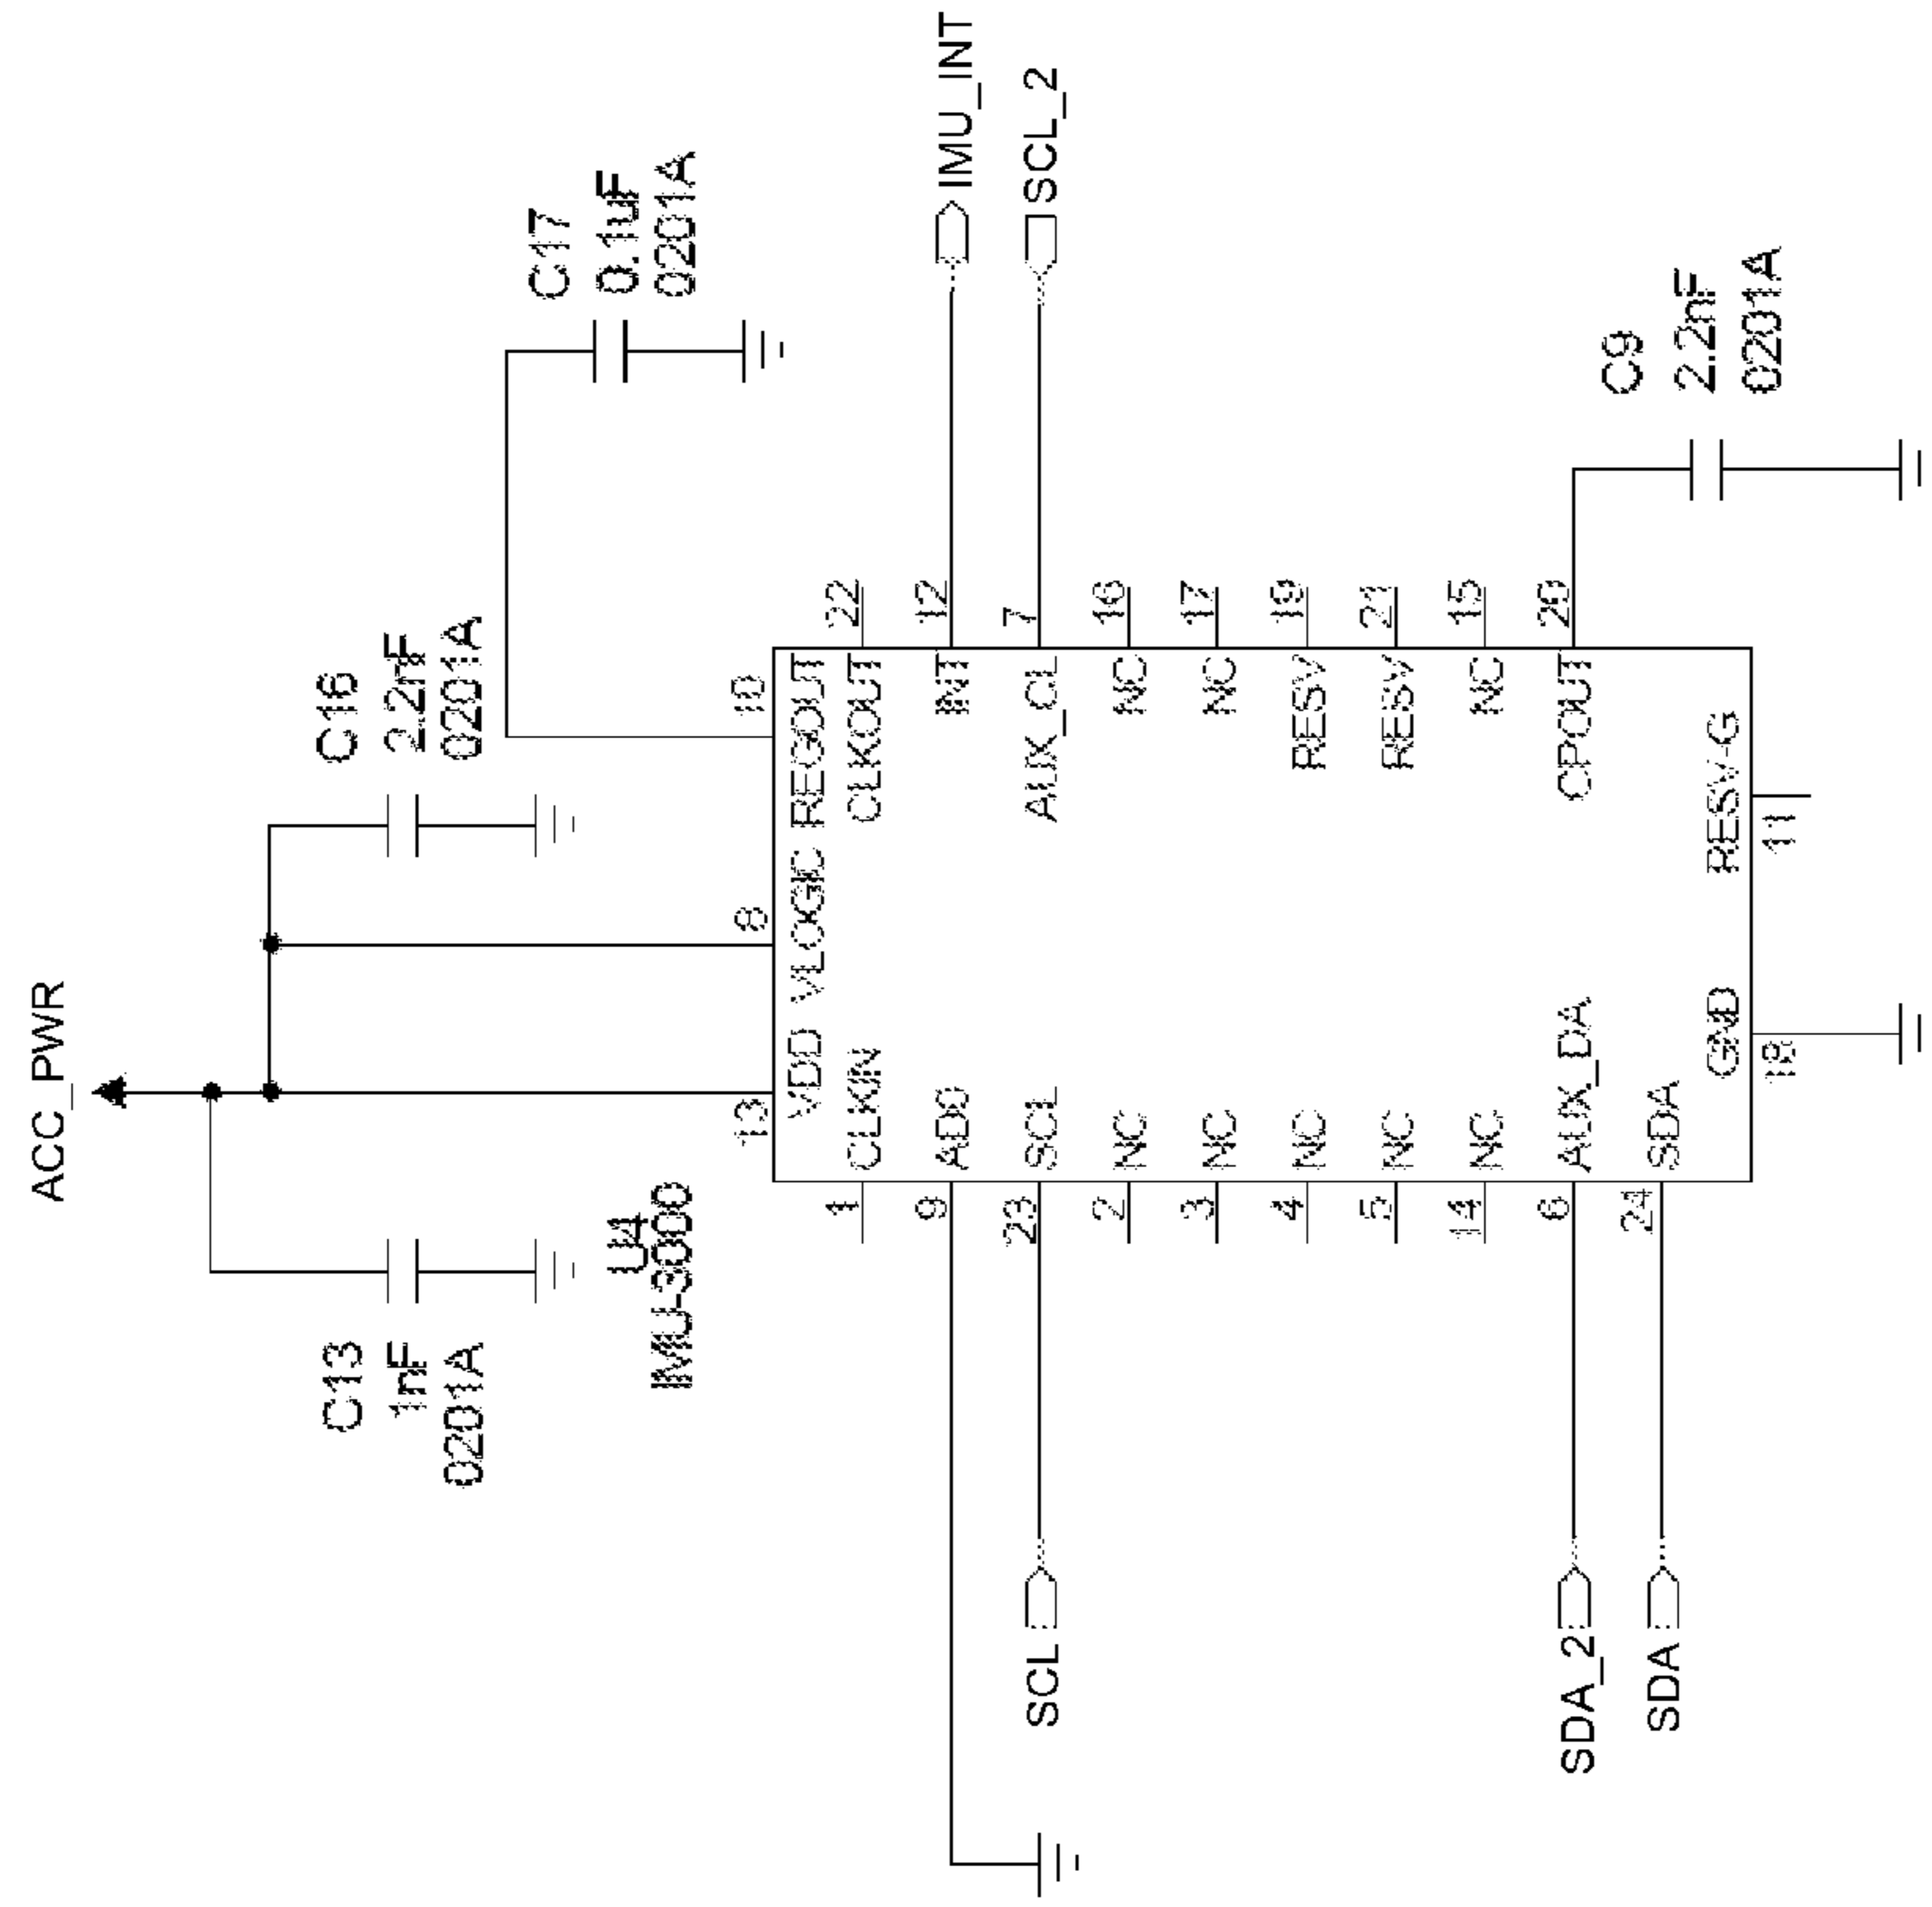 ACC_PWR
C13
1nF
0201A
C16
2.2nF
0201A
C17
0.1uF
0201A
U4
IMU-3000
13
8
10
VDD
VLOGIC
REGOUT
1
CLKIN
CLKOUT
22
9
AD0
INT
12
IMU_INT
SCL
23
SCL
AUX_CL
7
SCL_2
2
NC
NC
16
3
NC
NC
17
4
NC
RESV
19
5
NC
RESV
21
14
NC
NC
15
SDA_2
6
AUX_DA
CPOUT
20
SDA
24
SDA
GND
RESV-G
18
11
C9
2.2nF
0201A